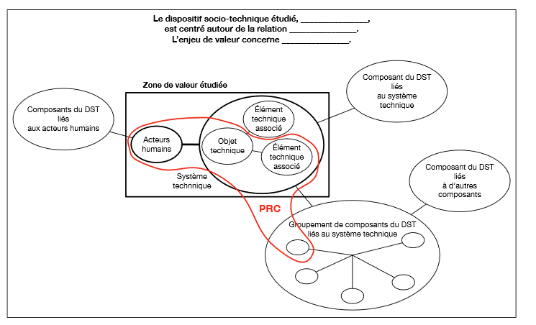 Le dispositif socio-technique étudié, _______________,
est centré autour de la relation _______________.
L'enjeu de valeur concerne _______________.
Zone de valeur étudiée
Composant du DST
liés
au système
technique
Composants du DST
liés
aux acteurs humains
Élément
technique
associé
Acteurs
humains
Objet
technique
Élément
technique
associé
Système
technnique
Composant du DST
liés
à d'autres
composants
PRC
Groupement de composants du DST
liés au système technique